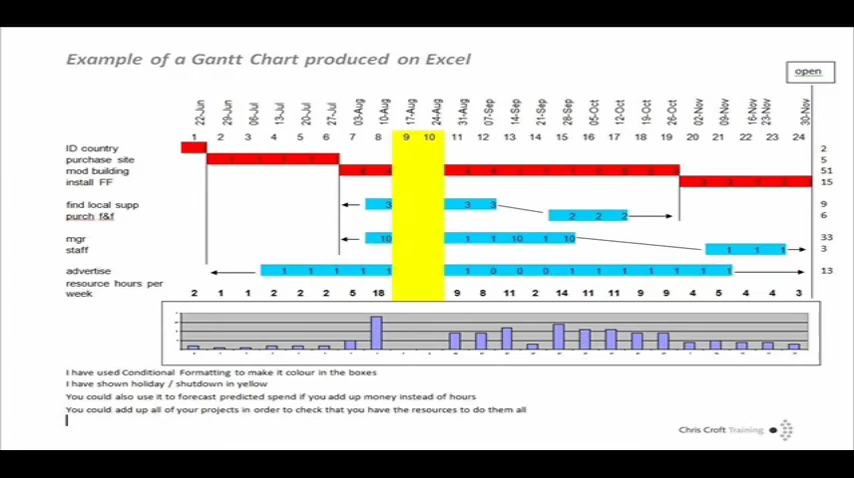 Example of a Gantt Chart produced on Excel
open
22-Jun 29-Jun 06-Jul 13-Jul 20-Jul 27-Jul 03-Aug 10-Aug 17-Aug 24-Aug 31-Aug 07-Sep 14-Sep 21-Sep 28-Sep 05-Oct 12-Oct 19-Oct 26-Oct 02-Nov 09-Nov 16-Nov 23-Nov 30-Nov
1 2 3 4 5 6 7 8 9 10 11 12 13 14 15 16 17 18 19 20 21 22 23 24
ID country 2
purchase site 5
mod building 51
install FF 15
find local supp 3 3 3 9
purch f&f 2 2 2 6
mgr 10 1 1 10 1 10 33
staff 1 1 1 3
advertise 1 1 1 1 1 1 0 0 0 1 1 1 1 1 1 1 13
resource hours per
week 2 1 1 2 2 2 5 18 9 8 11 2 14 11 11 9 9 4 5 4 4 3
I have used Conditional Formatting to make it colour in the boxes
I have shown holiday / shutdown in yellow
You could also use it to forecast predicted spend if you add up money instead of hours
You could add up all of your projects in order to check that you have the resources to do them all
Chris Croft Training